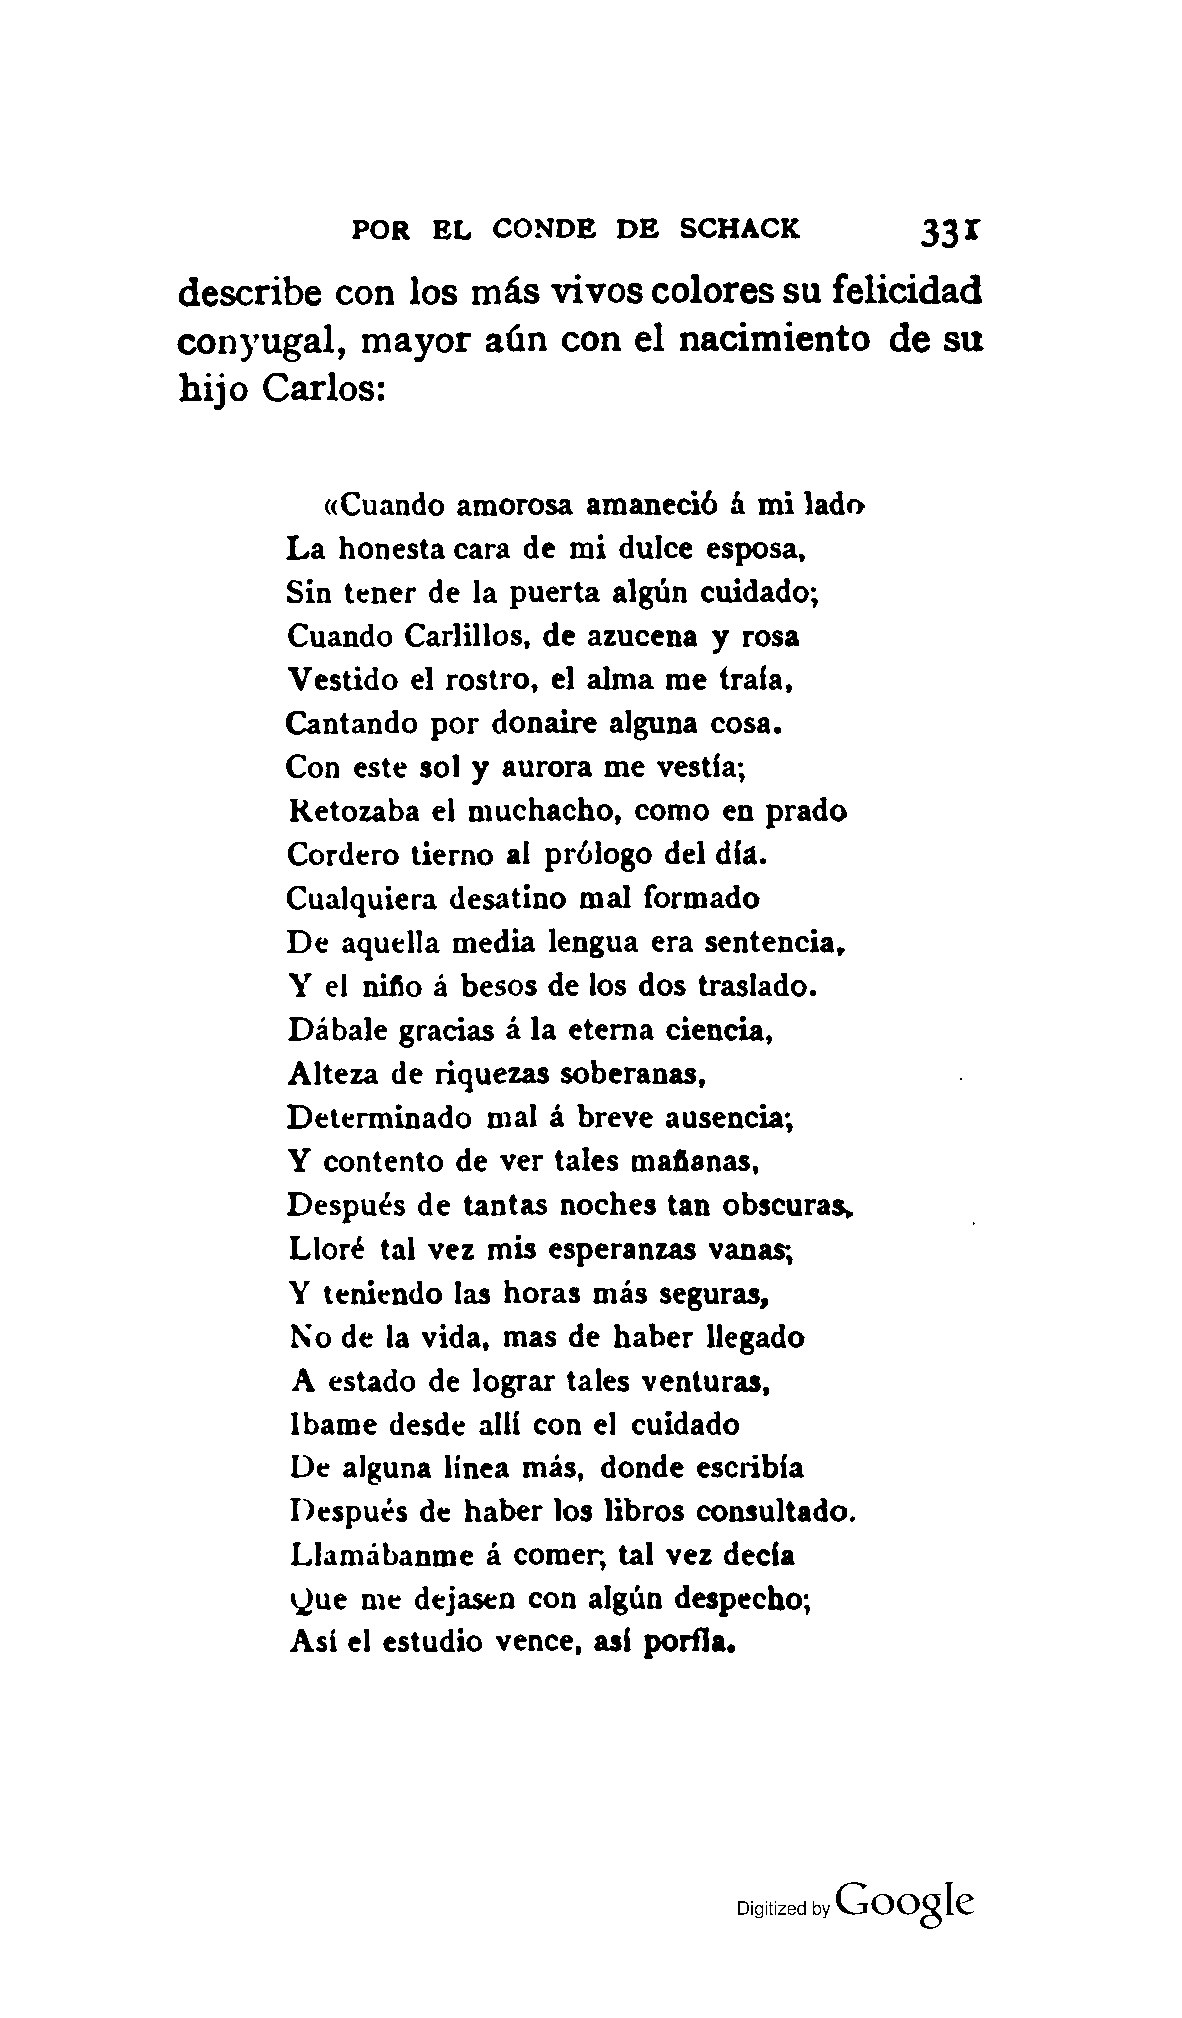 POR EL CONDE DE SCHACK 331
describe con los más vivos colores su felicidad
conyugal, mayor aún con el nacimiento de su
hijo Carlos:
«Cuando amorosa amaneció á mi lado
La honesta cara de mi dulce esposa,
Sin tener de la puerta algún cuidado;
Cuando Carlillos, de azucena y rosa
Vestido el rostro, el alma me traía,
Cantando por donaire alguna cosa.
Con este sol y aurora me vestía;
Retozaba el muchacho, como en prado
Cordero tierno al prólogo del día.
Cualquiera desatino mal formado
De aquella media lengua era sentencia,
Y el niño á besos de los dos traslado.
Dábale gracias á la eterna ciencia,
Alteza de riquezas soberanas,
Determinado mal á breve ausencia;
Y contento de ver tales mañanas,
Después de tantas noches tan obscuras,
Lloré tal vez mis esperanzas vanas;
Y teniendo las horas más seguras,
No de la vida, mas de haber llegado
A estado de lograr tales venturas,
Ibame desde allí con el cuidado
De alguna línea más, donde escribía
Después de haber los libros consultado.
Llamábanme á comer; tal vez decía
Que me dejasen con algún despecho;
Así el estudio vence, así porfía.
Digitized by Google